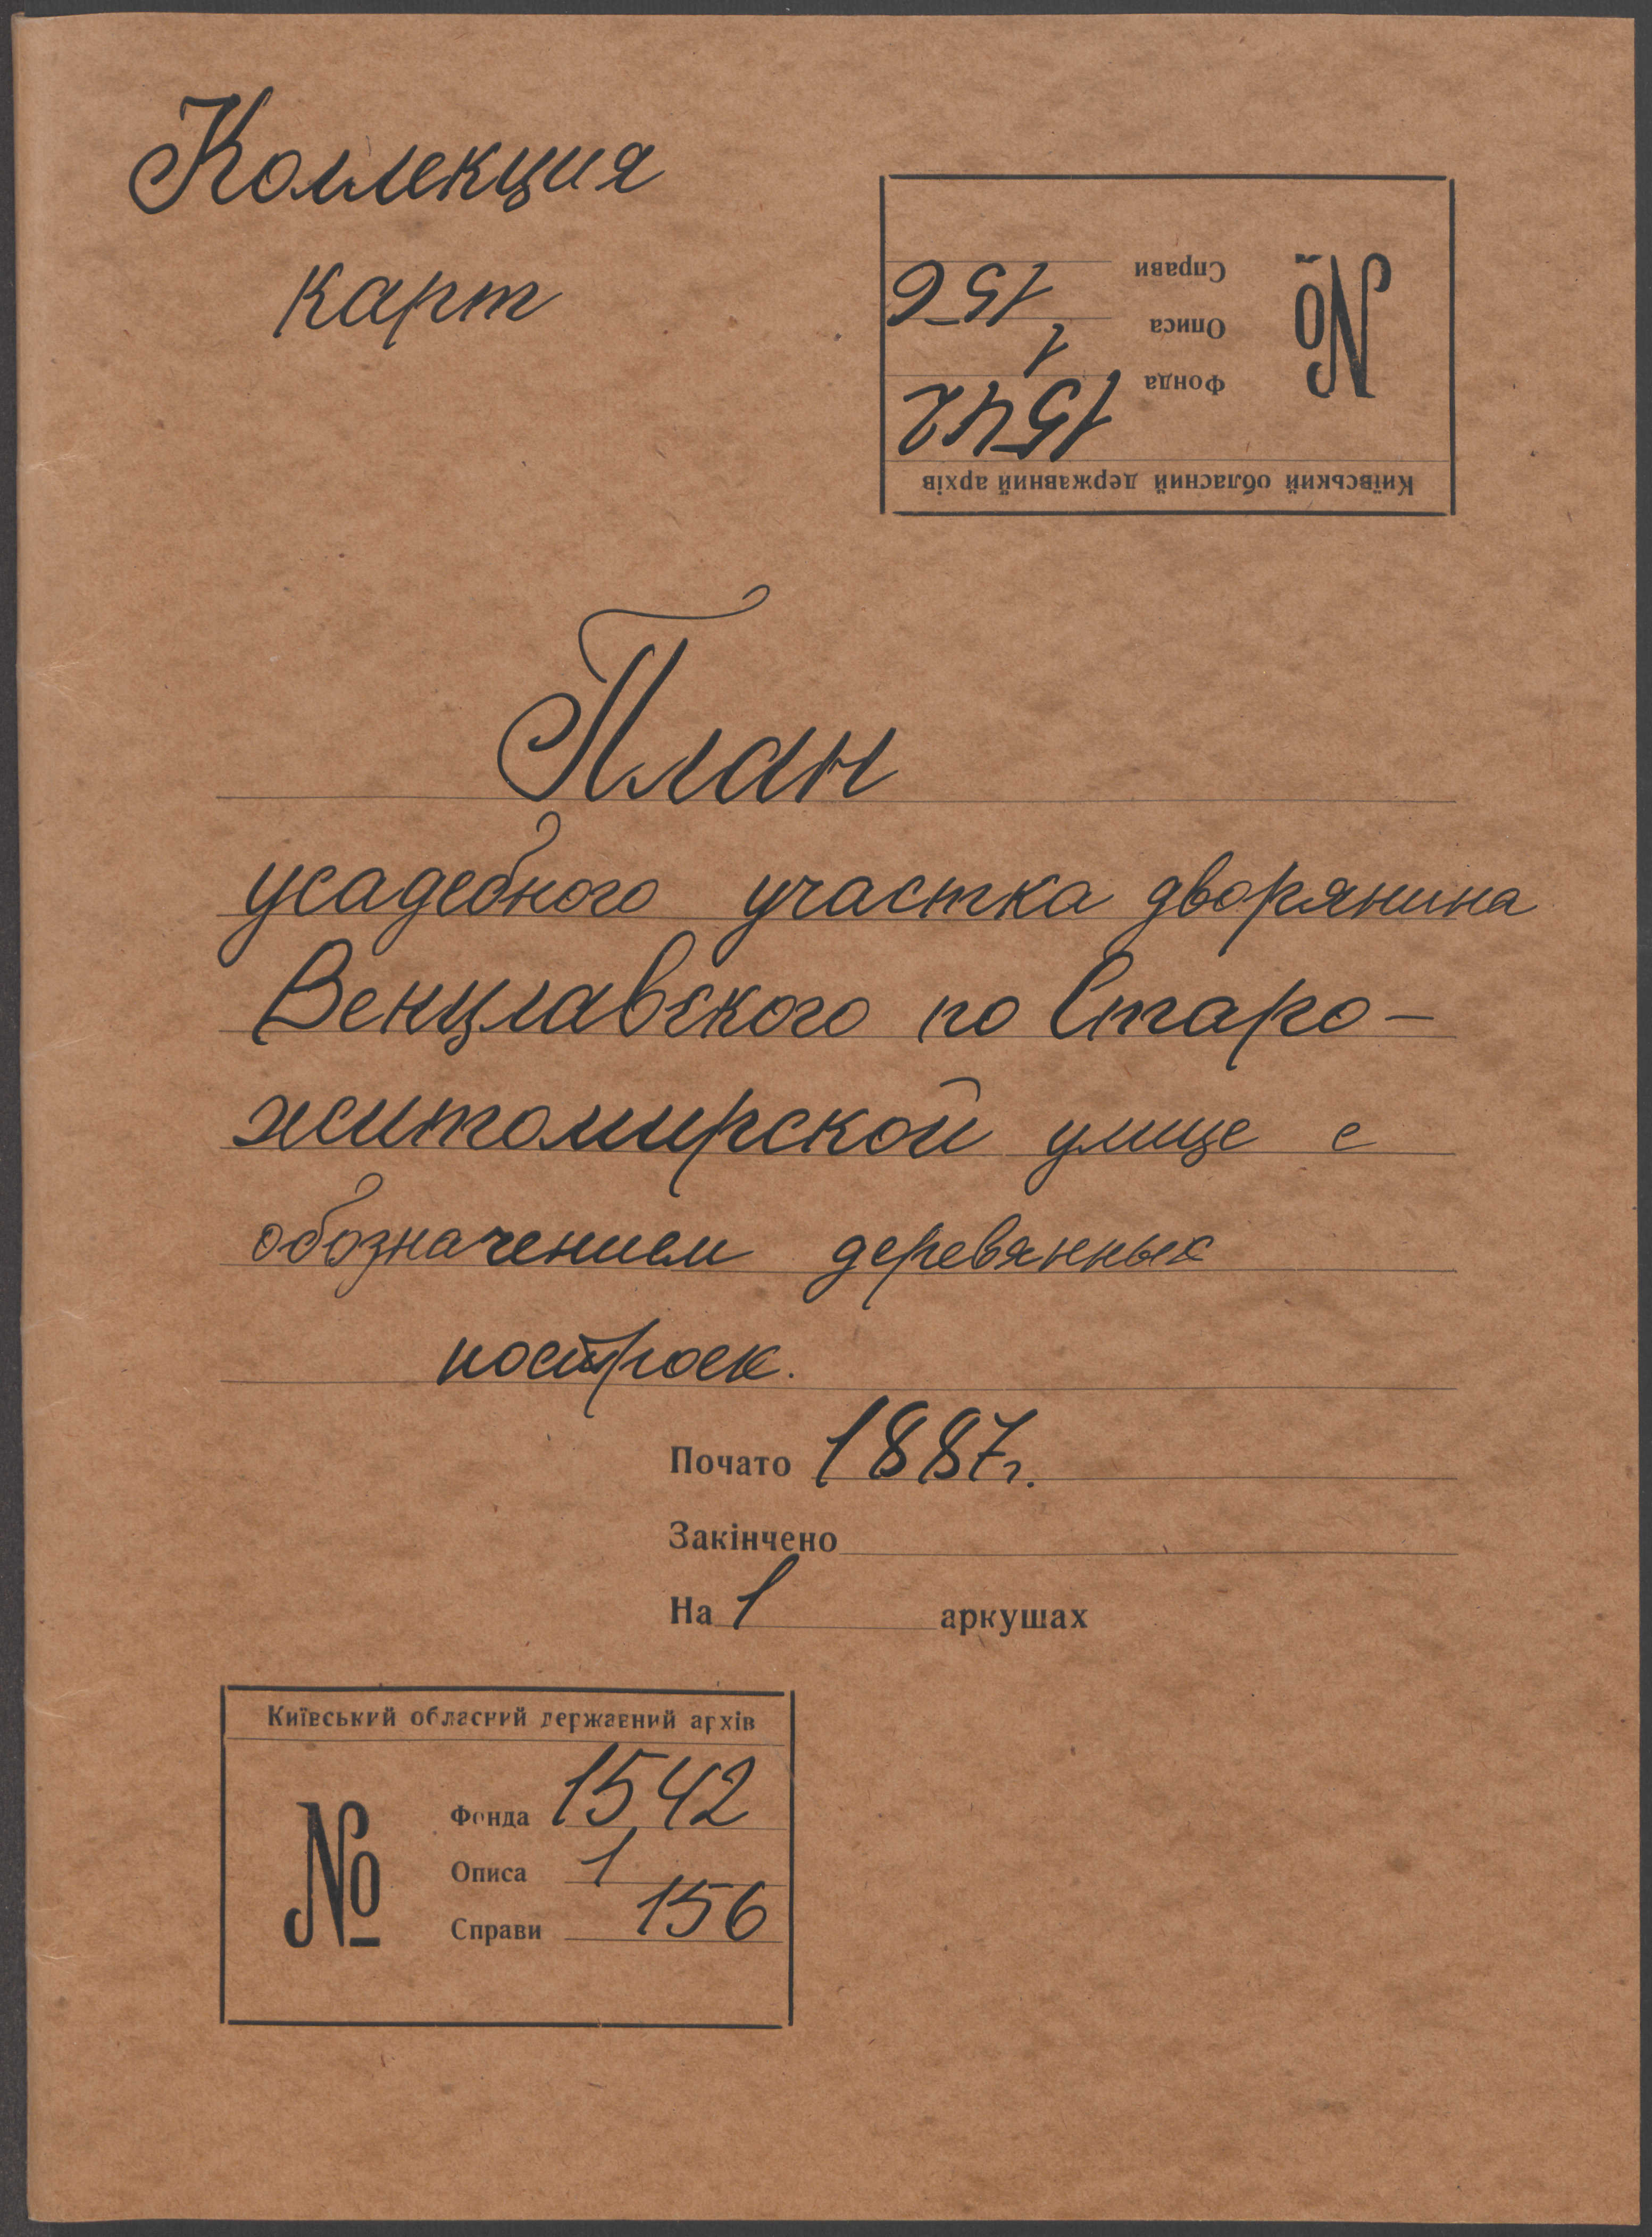 Коллекция
карт
Київський обласний державний архів
№
Фонда 1542
Описа 1
Справи 156
План
усадебного участка дворянина
Венцлавского по Старо-
житомирской улице с
обозначением деревянных
построек.
Почато 1887г.
Закінчено
На 1 аркушах
Київський обласний державний архів
№
Фонда 1542
Описа 1
Справи 156